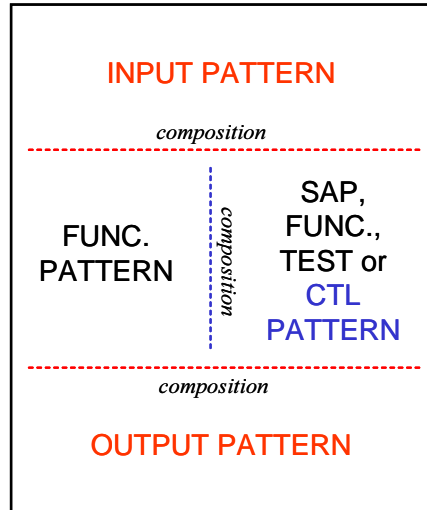 INPUT PATTERN
composition
FUNC.
PATTERN
composition
SAP,
FUNC.,
TEST or
CTL
PATTERN
composition
OUTPUT PATTERN